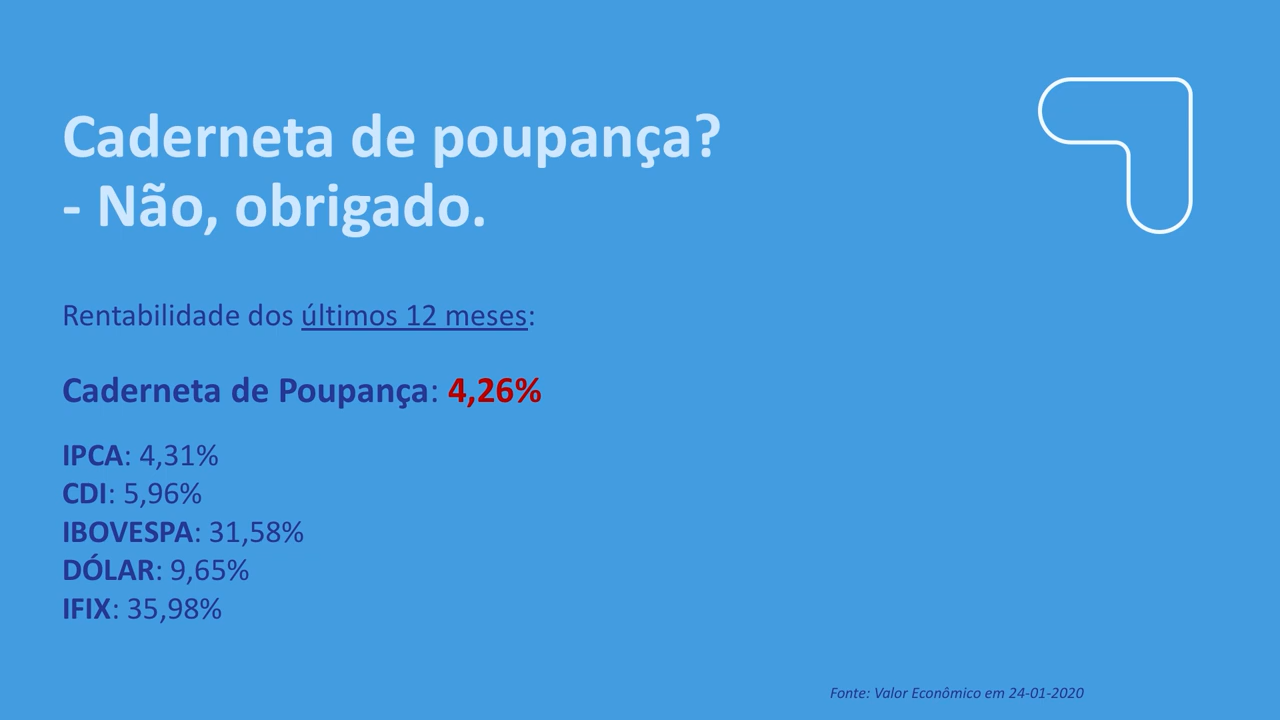 Caderneta de poupança?
- Não, obrigado.
Rentabilidade dos últimos 12 meses:
Caderneta de Poupança: 4,26%
IPCA: 4,31%
CDI: 5,96%
IBOVESPA: 31,58%
DÓLAR: 9,65%
IFIX: 35,98%
Fonte: Valor Econômico em 24-01-2020